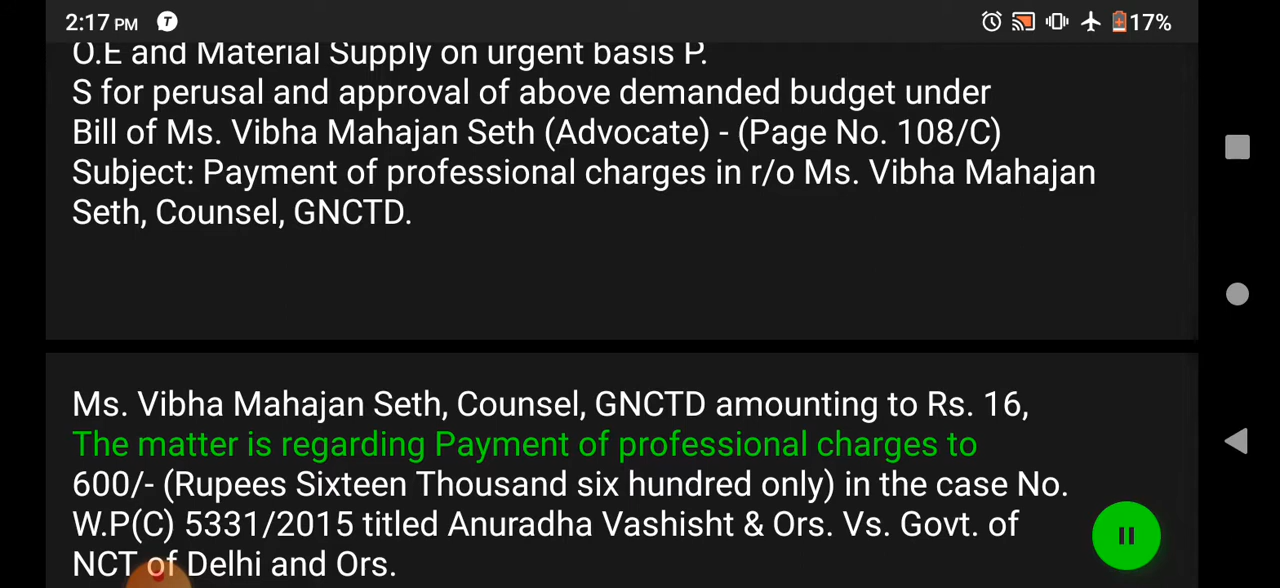 2:17 PM T 17%
O.E and Material Supply on urgent basis P.
S for perusal and approval of above demanded budget under
Bill of Ms. Vibha Mahajan Seth (Advocate) - (Page No. 108/C)
Subject: Payment of professional charges in r/o Ms. Vibha Mahajan
Seth, Counsel, GNCTD.
Ms. Vibha Mahajan Seth, Counsel, GNCTD amounting to Rs. 16,
The matter is regarding Payment of professional charges to
600/- (Rupees Sixteen Thousand six hundred only) in the case No.
W.P(C) 5331/2015 titled Anuradha Vashisht & Ors. Vs. Govt. of
NCT of Delhi and Ors.